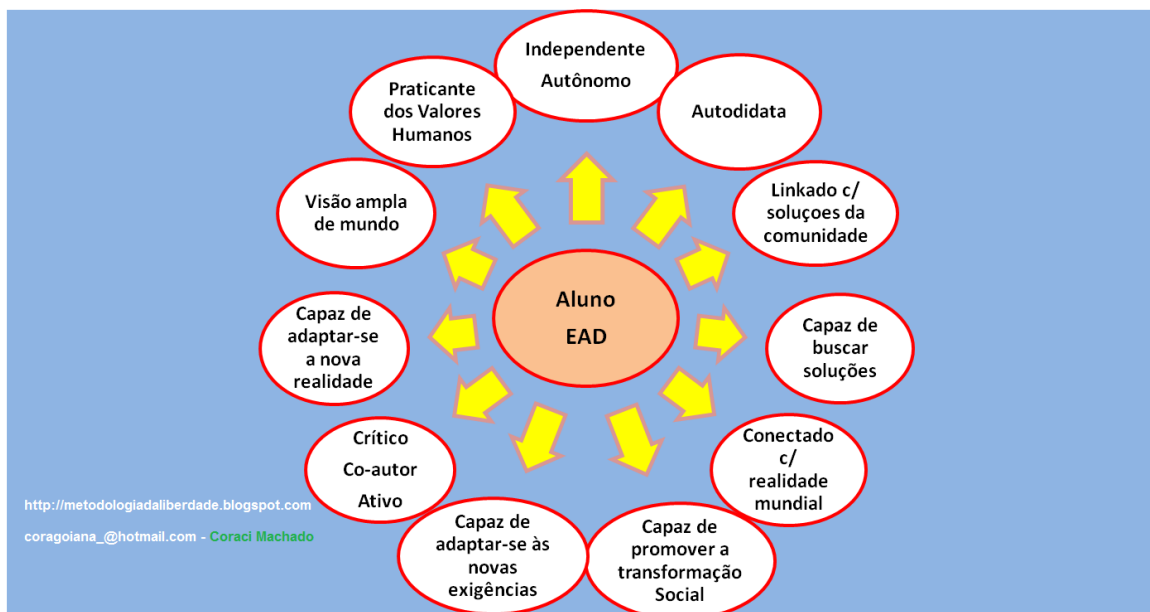 Independente
Autônomo
Autodidata
Linkado c/
soluçoes da
comunidade
Capaz de
buscar
soluções
Conectado
c/
realidade
mundial
Capaz de
promover a
transformação
Social
Capaz de
adaptar-se às
novas
exigências
Crítico
Co-autor
Ativo
Capaz de
adaptar-se
a nova
realidade
Visão ampla
de mundo
Praticante
dos Valores
Humanos
Aluno
EAD
http://metodologiadaliberdade.blogspot.com
coragoiana_@hotmail.com - Coraci Machado